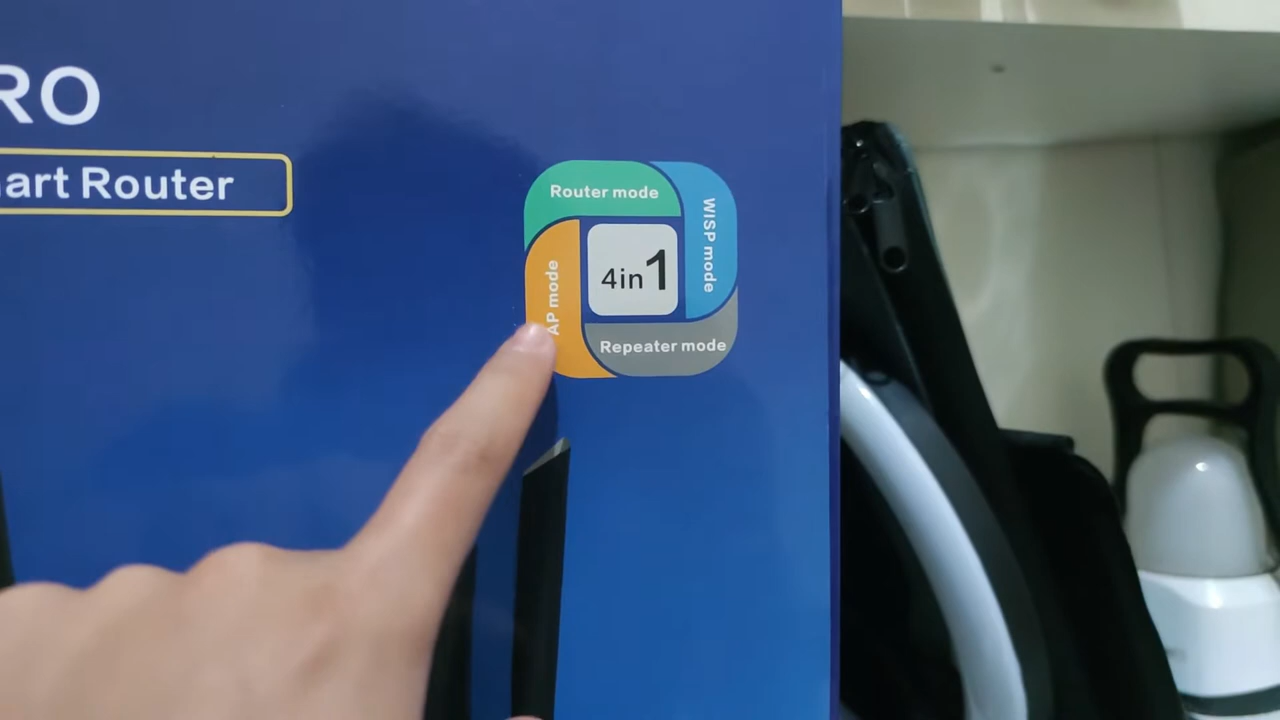 RO
art Router
Router mode
WISP mode
4in1
AP mode
Repeater mode